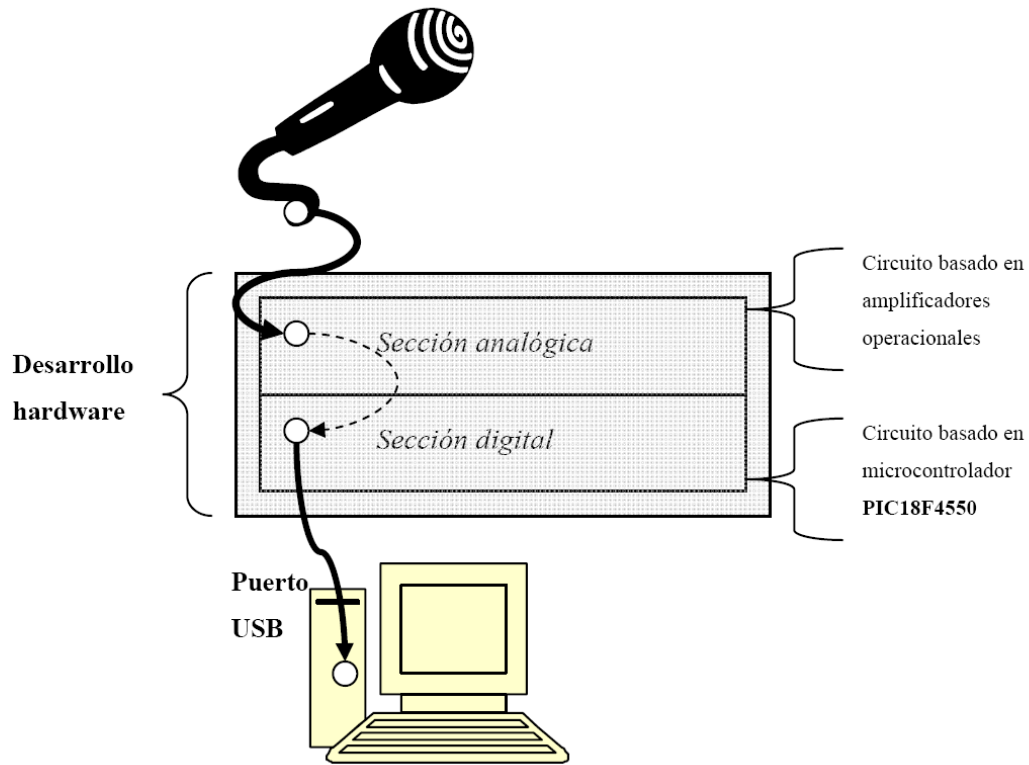 Circuito basado en
amplificadores
operacionales
Sección analógica
Desarrollo
hardware
Sección digital
Circuito basado en
microcontrolador
PIC18F4550
Puerto
USB